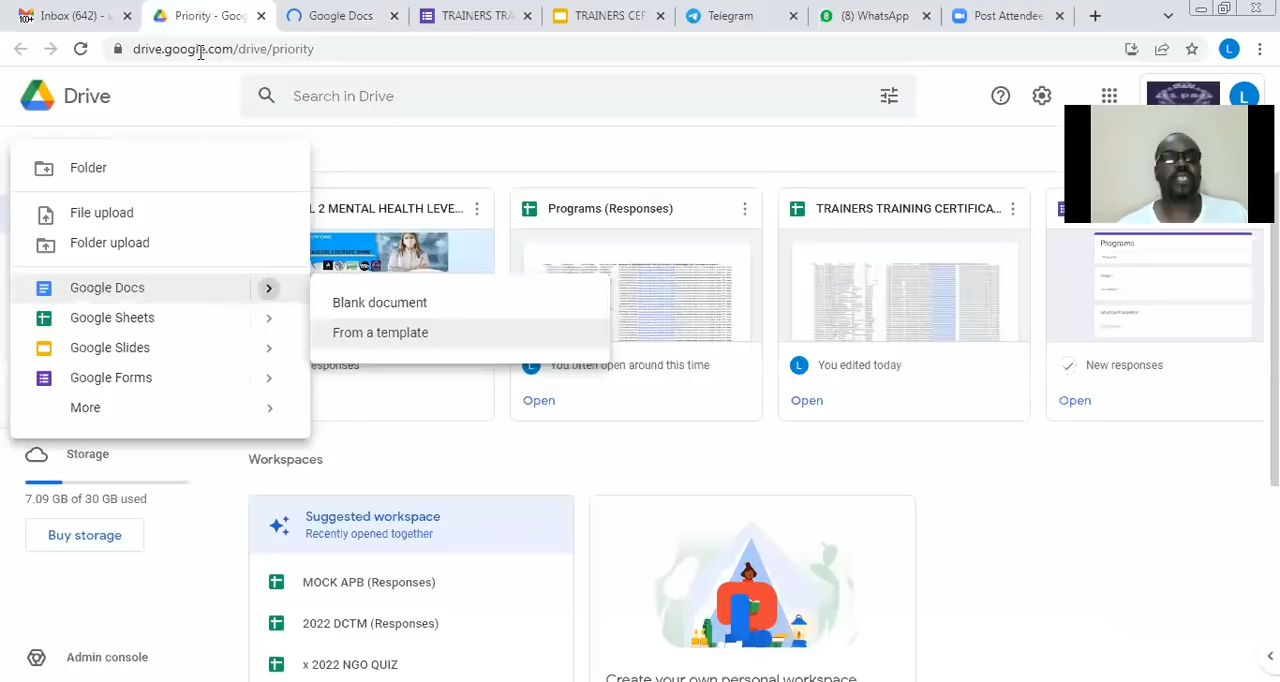 Inbox (642) - s
Priority - Goog
Google Docs
TRAINERS TRA
TRAINERS CER
Telegram
(8) WhatsApp
Post Attendee
drive.google.com/drive/priority
L
Drive
Search in Drive
L
Folder
File upload
Folder upload
Google Docs
Google Sheets
Google Slides
Google Forms
More
Blank document
From a template
L-2 MENTAL HEALTH LEVE...
Programs (Responses)
TRAINERS TRAINING CERTIFICA...
Programs
esponses
L
You often open around this time
L
You edited today
New responses
Open
Open
Open
Storage
7.09 GB of 30 GB used
Buy storage
Admin console
Workspaces
Suggested workspace
Recently opened together
MOCK APB (Responses)
2022 DCTM (Responses)
x 2022 NGO QUIZ
Create your own personal workspace